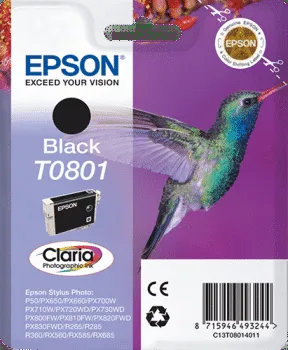 EPSON
EXCEED YOUR VISION
Genuine
EPSON
Black
T0801
EPSON
Claria
Photographic Ink
Epson Stylus Photo:
P50/PX650/PX660/PX700W
PX710W/PX720WD/PX730WD
PX800FW/PX810FW/PX820FWD
PX830FWD/R265/R285
R360/RX560/RX585/RX685
CE
8 715946 493244 >
C13T08014011